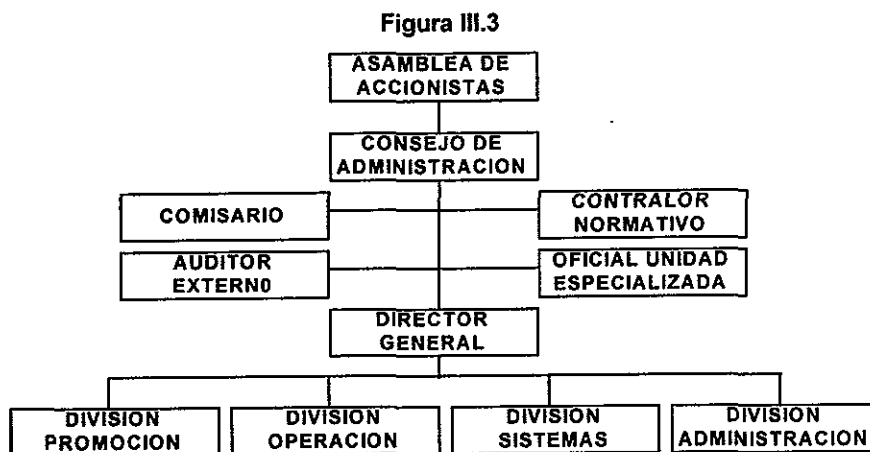 Figura III.3
ASAMBLEA DE
ACCIONISTAS
CONSEJO DE
ADMINISTRACION
COMISARIO
CONTRALOR
NORMATIVO
AUDITOR
EXTERN0
OFICIAL UNIDAD
ESPECIALIZADA
DIRECTOR
GENERAL
DIVISION
PROMOCION
DIVISION
OPERACION
DIVISION
SISTEMAS
DIVISION
ADMINISTRACION